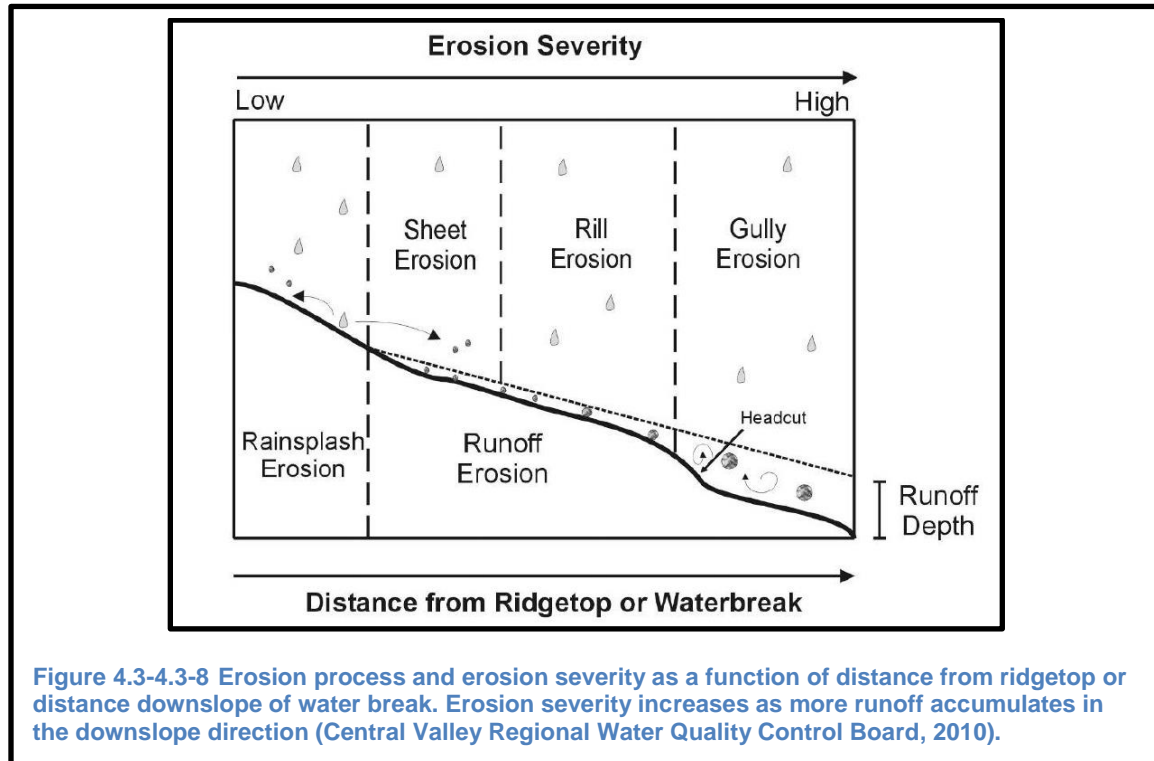 Erosion Severity
Low
High
Sheet
Erosion
Rill
Erosion
Gully
Erosion
Headcut
Rainsplash
Erosion
Runoff
Erosion
Runoff
Depth
Distance from Ridgetop or Waterbreak
Figure 4.3-4.3-8 Erosion process and erosion severity as a function of distance from ridgetop or
distance downslope of water break. Erosion severity increases as more runoff accumulates in
the downslope direction (Central Valley Regional Water Quality Control Board, 2010).